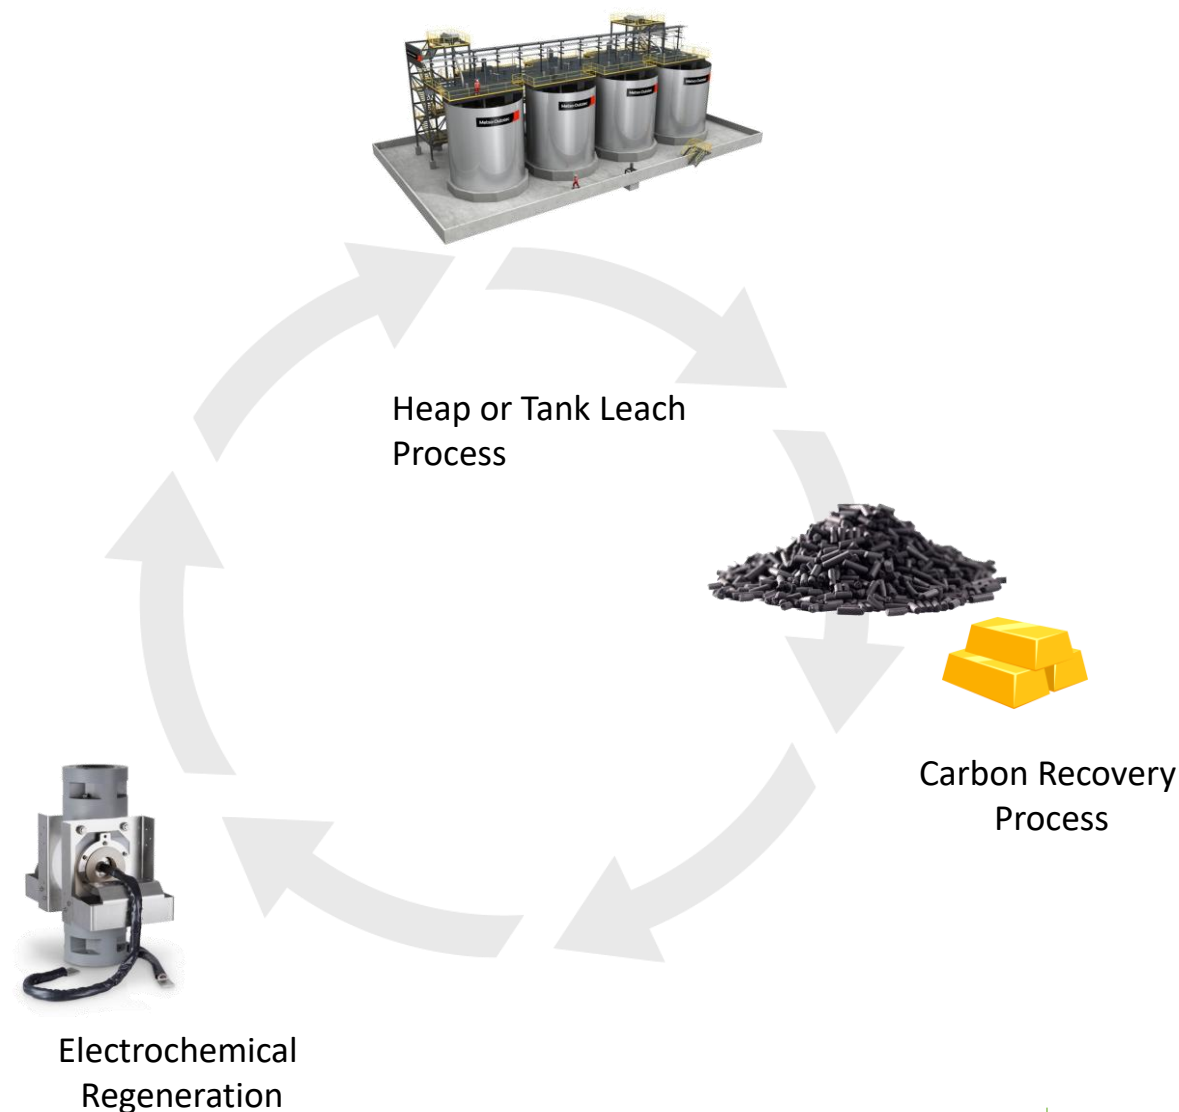 Heap or Tank Leach
Process
Carbon Recovery
Process
Electrochemical
Regeneration